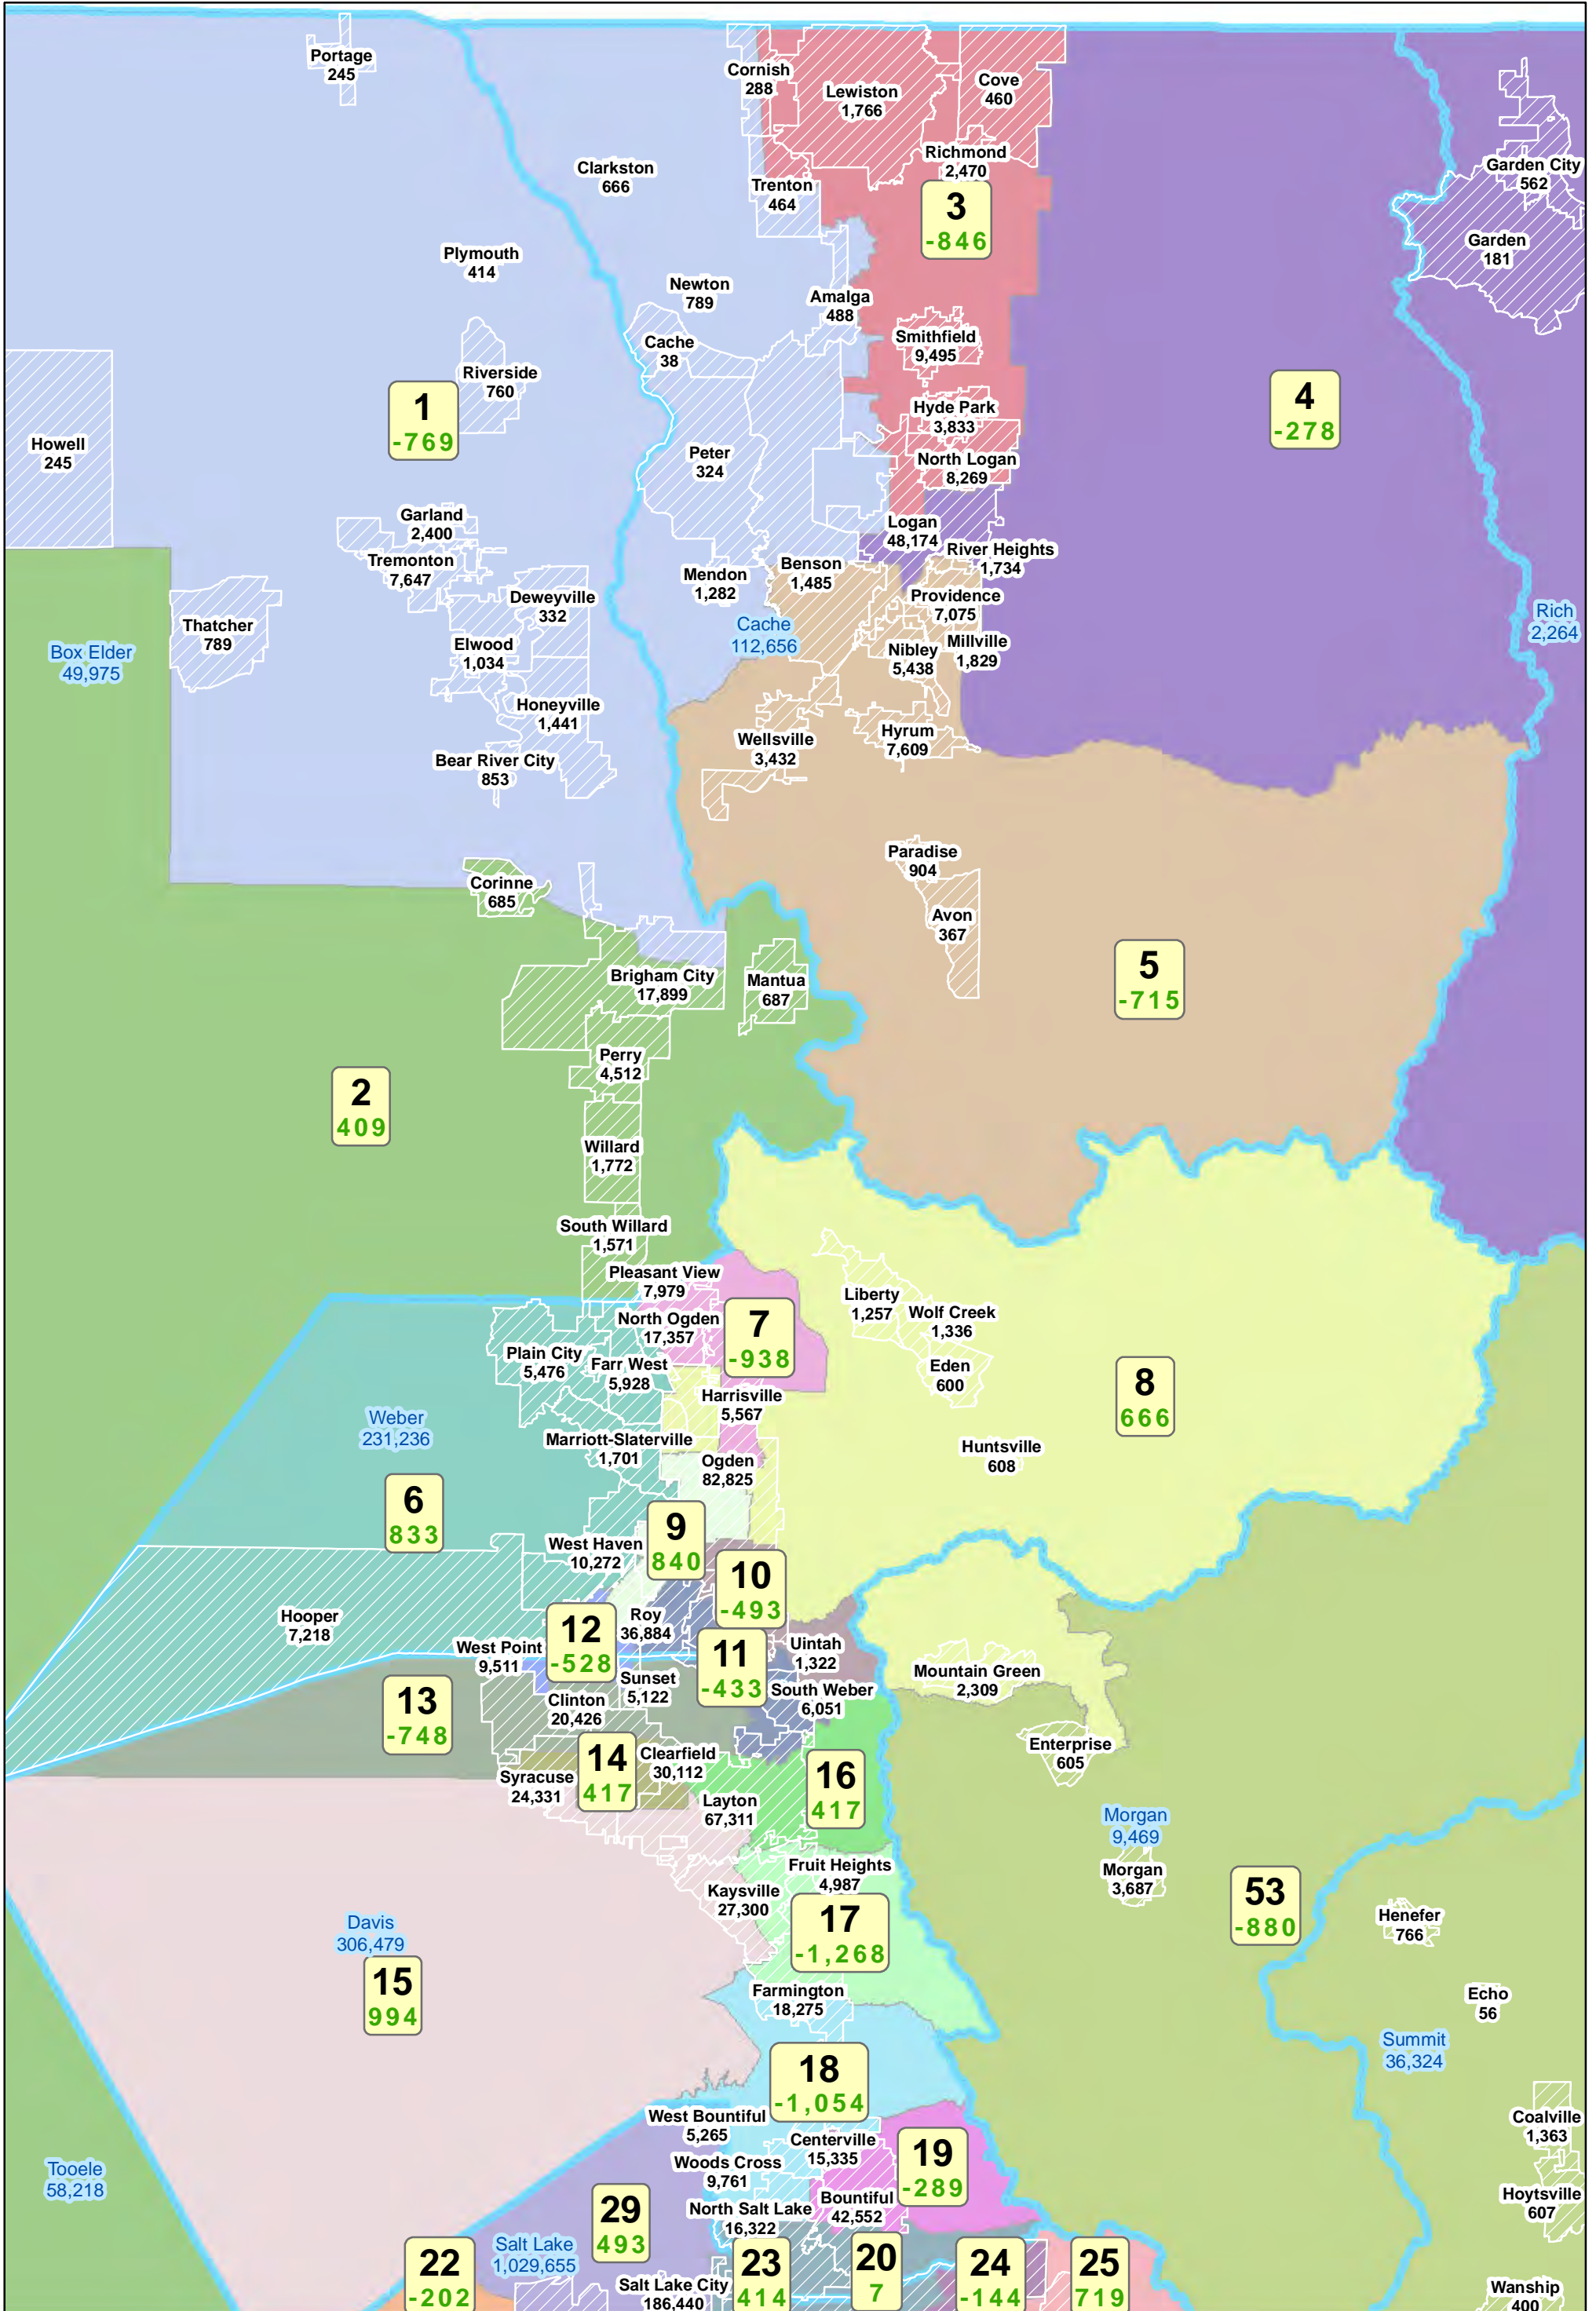 Portage
245
Cornish
288
Lewiston
1,766
Cove
460
Clarkston
666
Richmond
2,470
Trenton
464
3
-846
Garden City
562
Garden
181
Plymouth
414
Newton
789
Amalga
488
Cache
38
Smithfield
9,495
Riverside
760
1
-769
4
-278
Hyde Park
3,833
Howell
245
Peter
324
North Logan
8,269
Garland
2,400
Logan
48,174
Tremonton
7,647
River Heights
1,734
Benson
1,485
Mendon
1,282
Deweyville
332
Providence
7,075
Thatcher
789
Cache
112,656
Rich
2,264
Box Elder
49,975
Elwood
1,034
Nibley
5,438
Millville
1,829
Honeyville
1,441
Wellsville
3,432
Hyrum
7,609
Bear River City
853
Paradise
904
Corinne
685
Avon
367
Brigham City
17,899
Mantua
687
5
-715
Perry
4,512
2
409
Willard
1,772
South Willard
1,571
Pleasant View
7,979
Liberty
1,257
Wolf Creek
1,336
North Ogden
17,357
7
-938
Plain City
5,476
Farr West
5,928
Eden
600
8
666
Harrisville
5,567
Weber
231,236
Marriott-Slaterville
1,701
Huntsville
608
Ogden
82,825
6
833
9
840
West Haven
10,272
10
-493
Hooper
7,218
12
-528
Roy
36,884
West Point
9,511
11
-433
Uintah
1,322
Mountain Green
2,309
Sunset
5,122
South Weber
6,051
13
-748
Clinton
20,426
Enterprise
605
14
417
Clearfield
30,112
16
417
Syracuse
24,331
Layton
67,311
Morgan
9,469
Fruit Heights
4,987
Morgan
3,687
Kaysville
27,300
53
-880
17
-1,268
Henefer
766
Davis
306,479
15
994
Farmington
18,275
Echo
56
Summit
36,324
18
-1,054
West Bountiful
5,265
Coalville
1,363
Centerville
15,335
19
-289
Woods Cross
9,761
Tooele
58,218
29
493
Bountiful
42,552
Hoytsville
607
North Salt Lake
16,322
Salt Lake
1,029,655
22
-202
23
414
20
7
24
-144
25
719
Salt Lake City
186,440
Wanship
400